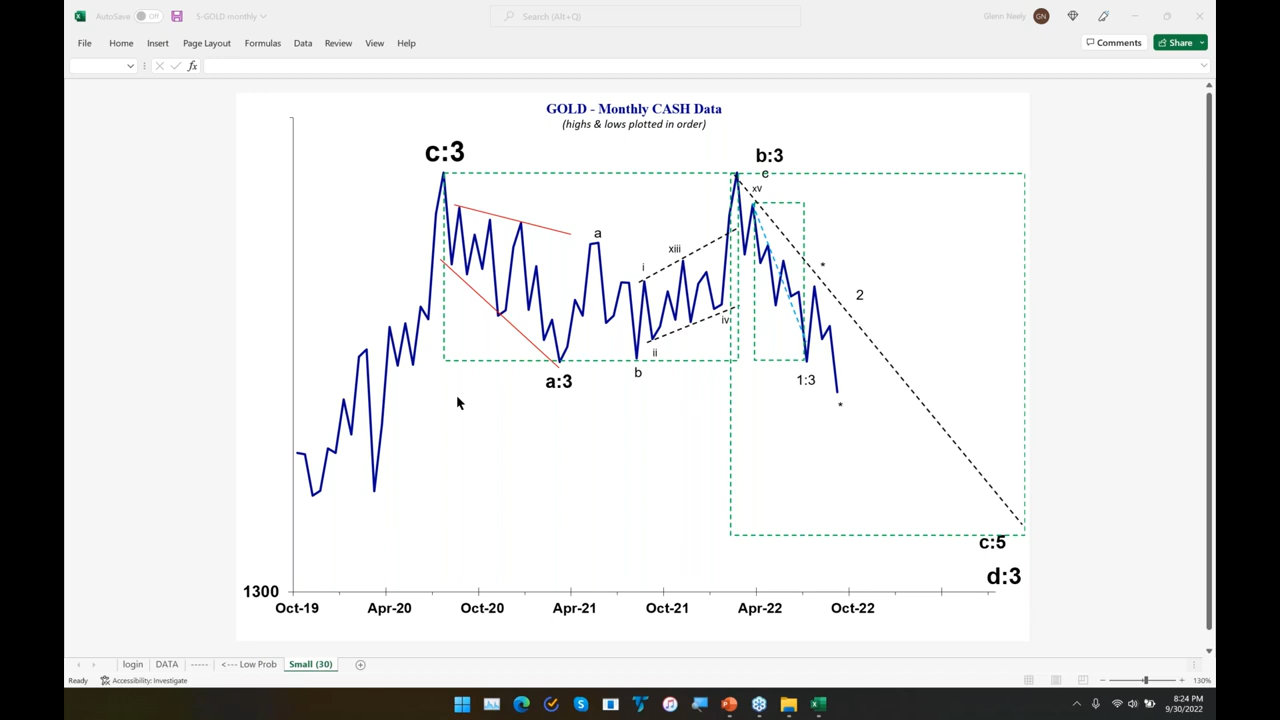 AutoSave Off S-GOLD monthly Search (Alt+Q) Glenn Neely GN
File Home Insert Page Layout Formulas Data Review View Help Comments Share
fx
GOLD - Monthly CASH Data
(highs & lows plotted in order)
c:3
b:3
c
xv
a
xiii
i
*
2
iv
ii
b
a:3
1:3
*
c:5
d:3
1300
Oct-19 Apr-20 Oct-20 Apr-21 Oct-21 Apr-22 Oct-22
login DATA ----- <--- Low Prob Small (30)
Ready Accessibility: Investigate 130%
8:24 PM
9/30/2022